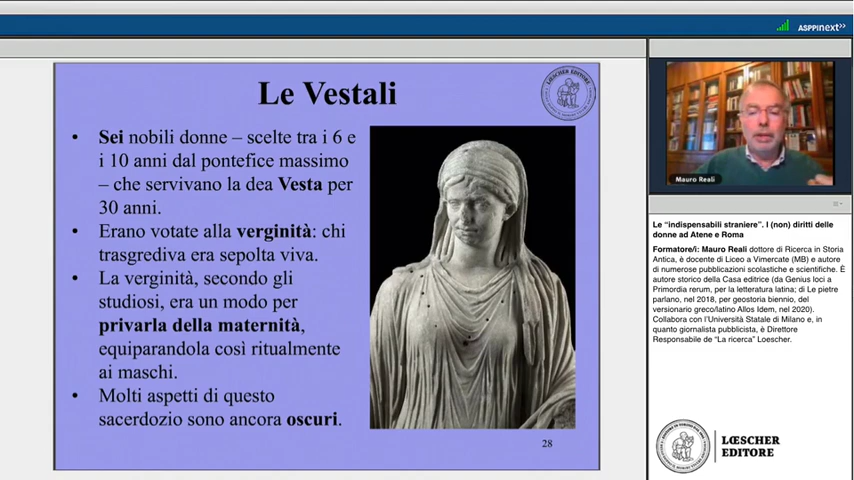 ASPPInext
Le Vestali
LOESCHER EDITORE
• Sei nobili donne – scelte tra i 6 e
i 10 anni dal pontefice massimo
– che servivano la dea Vesta per
30 anni.
• Erano votate alla verginità: chi
trasgrediva era sepolta viva.
• La verginità, secondo gli
studiosi, era un modo per
privarla della maternità,
equiparandola così ritualmente
ai maschi.
• Molti aspetti di questo
sacerdozio sono ancora oscuri.
28
Mauro Reali
Le “indispensabili straniere”. I (non) diritti delle
donne ad Atene e Roma
Formatore/i: Mauro Reali dottore di Ricerca in Storia
Antica, è docente di Liceo a Vimercate (MB) e autore
di numerose pubblicazioni scolastiche e scientifiche. È
autore storico della Casa editrice (da Genius loci a
Primordia rerum, per la letteratura latina; di Le pietre
parlano, nel 2018, per geostoria biennio, del
versionario greco/latino Allos Idem, nel 2020).
Collabora con l’Università Statale di Milano e, in
quanto giornalista pubblicista, è Direttore
Responsabile de “La ricerca” Loescher.
LŒSCHER
EDITORE